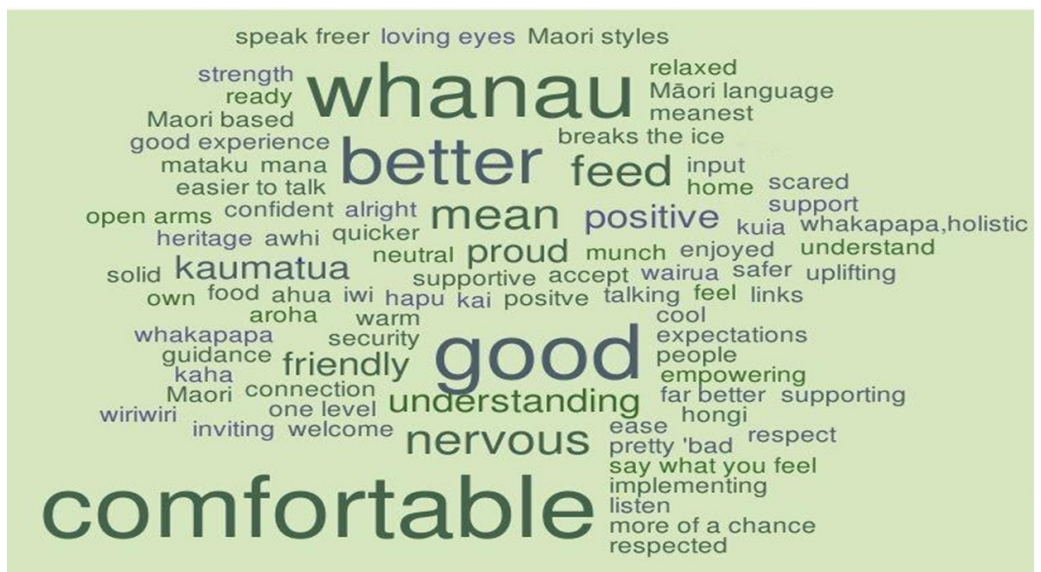 speak freer loving eyes Maori styles
strength whanau relaxed
ready Māori language
Maori based meanest
good experience better breaks the ice
mataku mana feed input
easier to talk home scared
open arms confident alright mean positive support
heritage awhi quicker kuia whakapapa,holistic
neutral proud munch enjoyed understand
solid kaumatua supportive accept wairua safer uplifting
own food ahua iwi hapu kai positve talking feel links
aroha warm good cool
whakapapa security expectations
guidance friendly people
kaha empowering
Maori connection understanding far better supporting
wiriwiri one level hongi
inviting welcome nervous ease
pretty 'bad respect
comfortable say what you feel
implementing
listen
more of a chance
respected